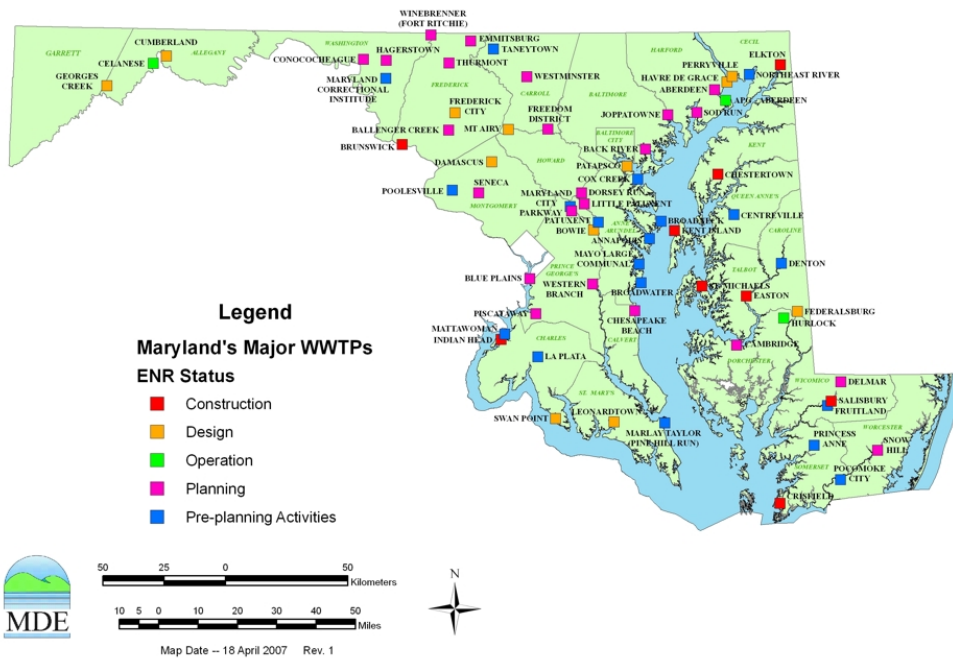 WINEBRENNER
(FORT RITCHIE)
EMMITSBURG
TANEYTOWN
CUMBERLAND
GARRETT
ALLEGANY
WASHINGTON
HAGERSTOWN
HARFORD
CECIL
ELKTON
CELANESE
CONOCOCHEAGUE
THURMONT
PERRYVILLE
GEORGES
CREEK
MARYLAND
CORRECTIONAL
INSTITUTE
FREDERICK
WESTMINSTER
CARROLL
HAVRE DE GRACE
NORTHEAST RIVER
ABERDEEN
APG, ABERDEEN
BALTIMORE
FREDERICK
CITY
FREEDOM
DISTRICT
JOPPATOWNE
SOD RUN
BALLENGER CREEK
MT AIRY
BALTIMORE
CITY
KENT
BRUNSWICK
BACK RIVER
DAMASCUS
HOWARD
PATAPSCO
COX CREEK
CHESTERTOWN
POOLESVILLE
SENECA
MONTGOMERY
MARYLAND
CITY
DORSEY RUN
LITTLE PATUXENT
PARKWAY
QUEEN ANNE'S
PATUXENT
BOWIE
ANNE
ARUNDEL
BROADNECK
KENT ISLAND
CENTREVILLE
CAROLINE
ANNAPOLIS
MAYO LARGE
COMMUNAL
DENTON
PRINCE
GEORGE'S
TALBOT
BLUE PLAINS
WESTERN
BRANCH
BROADWATER
ST. MICHAELS
EASTON
PISCATAWAY
CHESAPEAKE
BEACH
FEDERALSBURG
HURLOCK
MATTAWOMAN
INDIAN HEAD
CHARLES
CALVERT
CAMBRIDGE
LA PLATA
DORCHESTER
DELMAR
WICOMICO
ST. MARY'S
SALISBURY
FRUITLAND
SWAN POINT
LEONARDTOWN
MARLAY TAYLOR
(PINE HILL RUN)
WORCESTER
PRINCESS
ANNE
SNOW
HILL
SOMERSET
POCOMOKE
CITY
CRISFIELD
Legend
Maryland's Major WWTPs
ENR Status
Construction
Design
Operation
Planning
Pre-planning Activities
MDE
50 25 0 50
Kilometers
10 5 0 10 20 30 40 50
Miles
N
Map Date -- 18 April 2007 Rev. 1